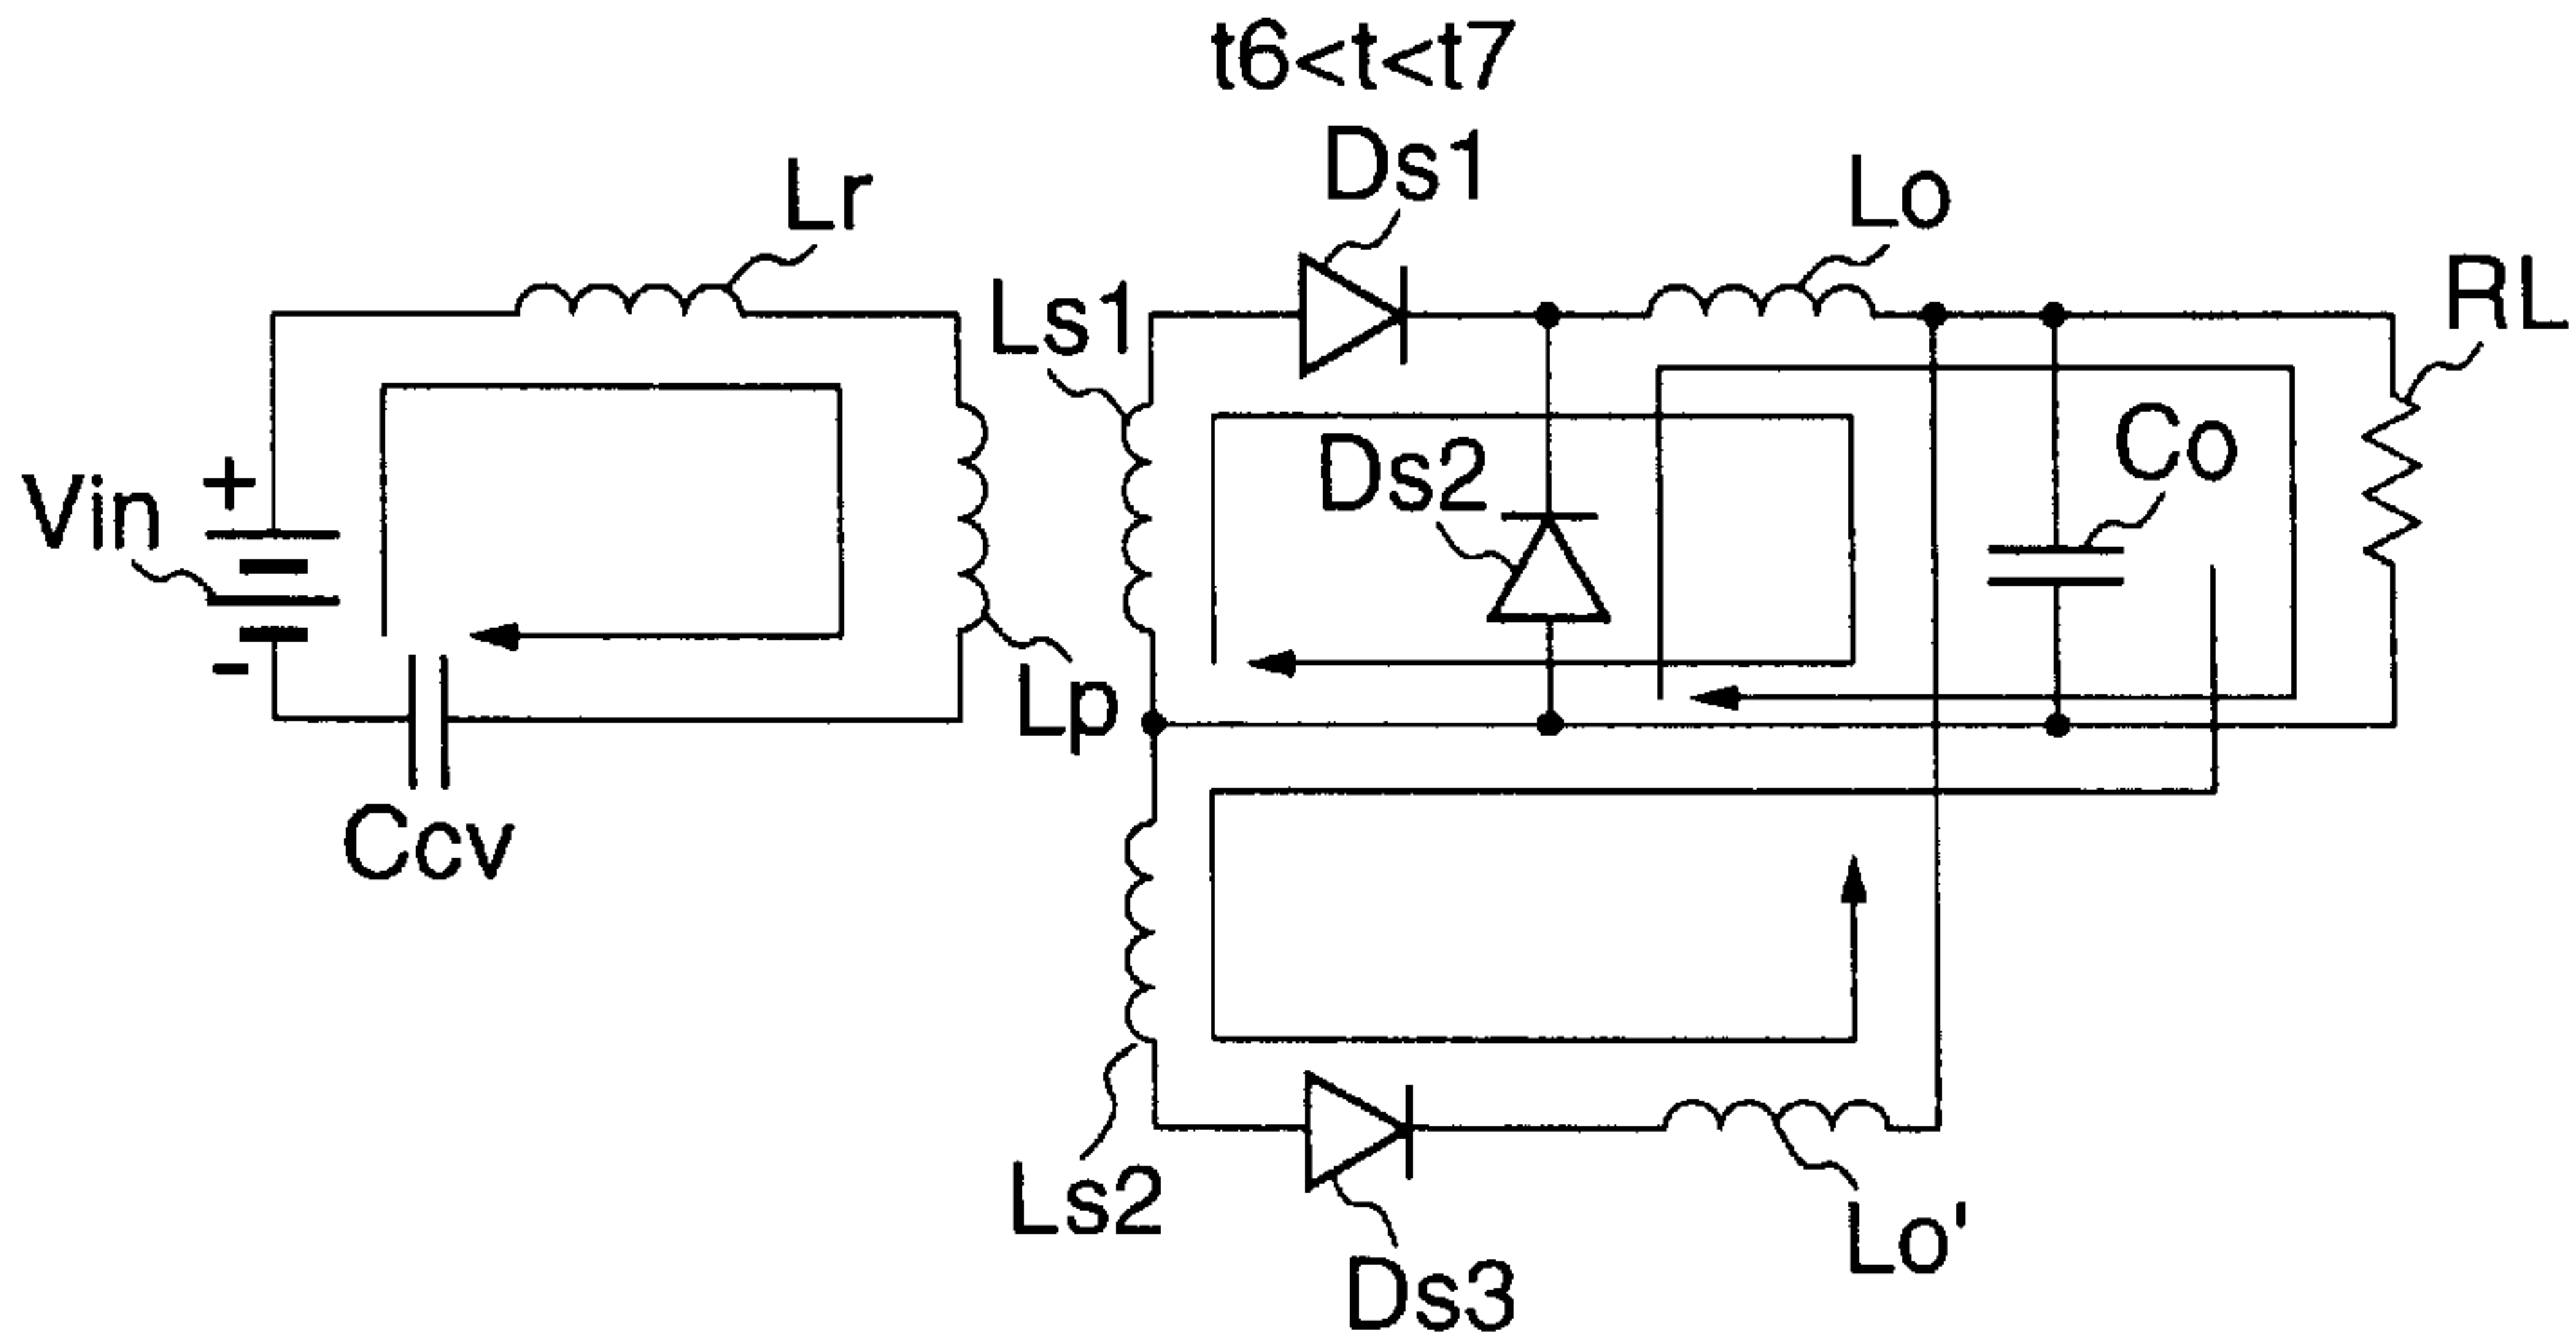 t6<t<t7
Ds1
Lr
Lo
RL
Ls1
Co
Ds2
+
Vin
-
Lp
Ccv
Ls2
Lo'
Ds3